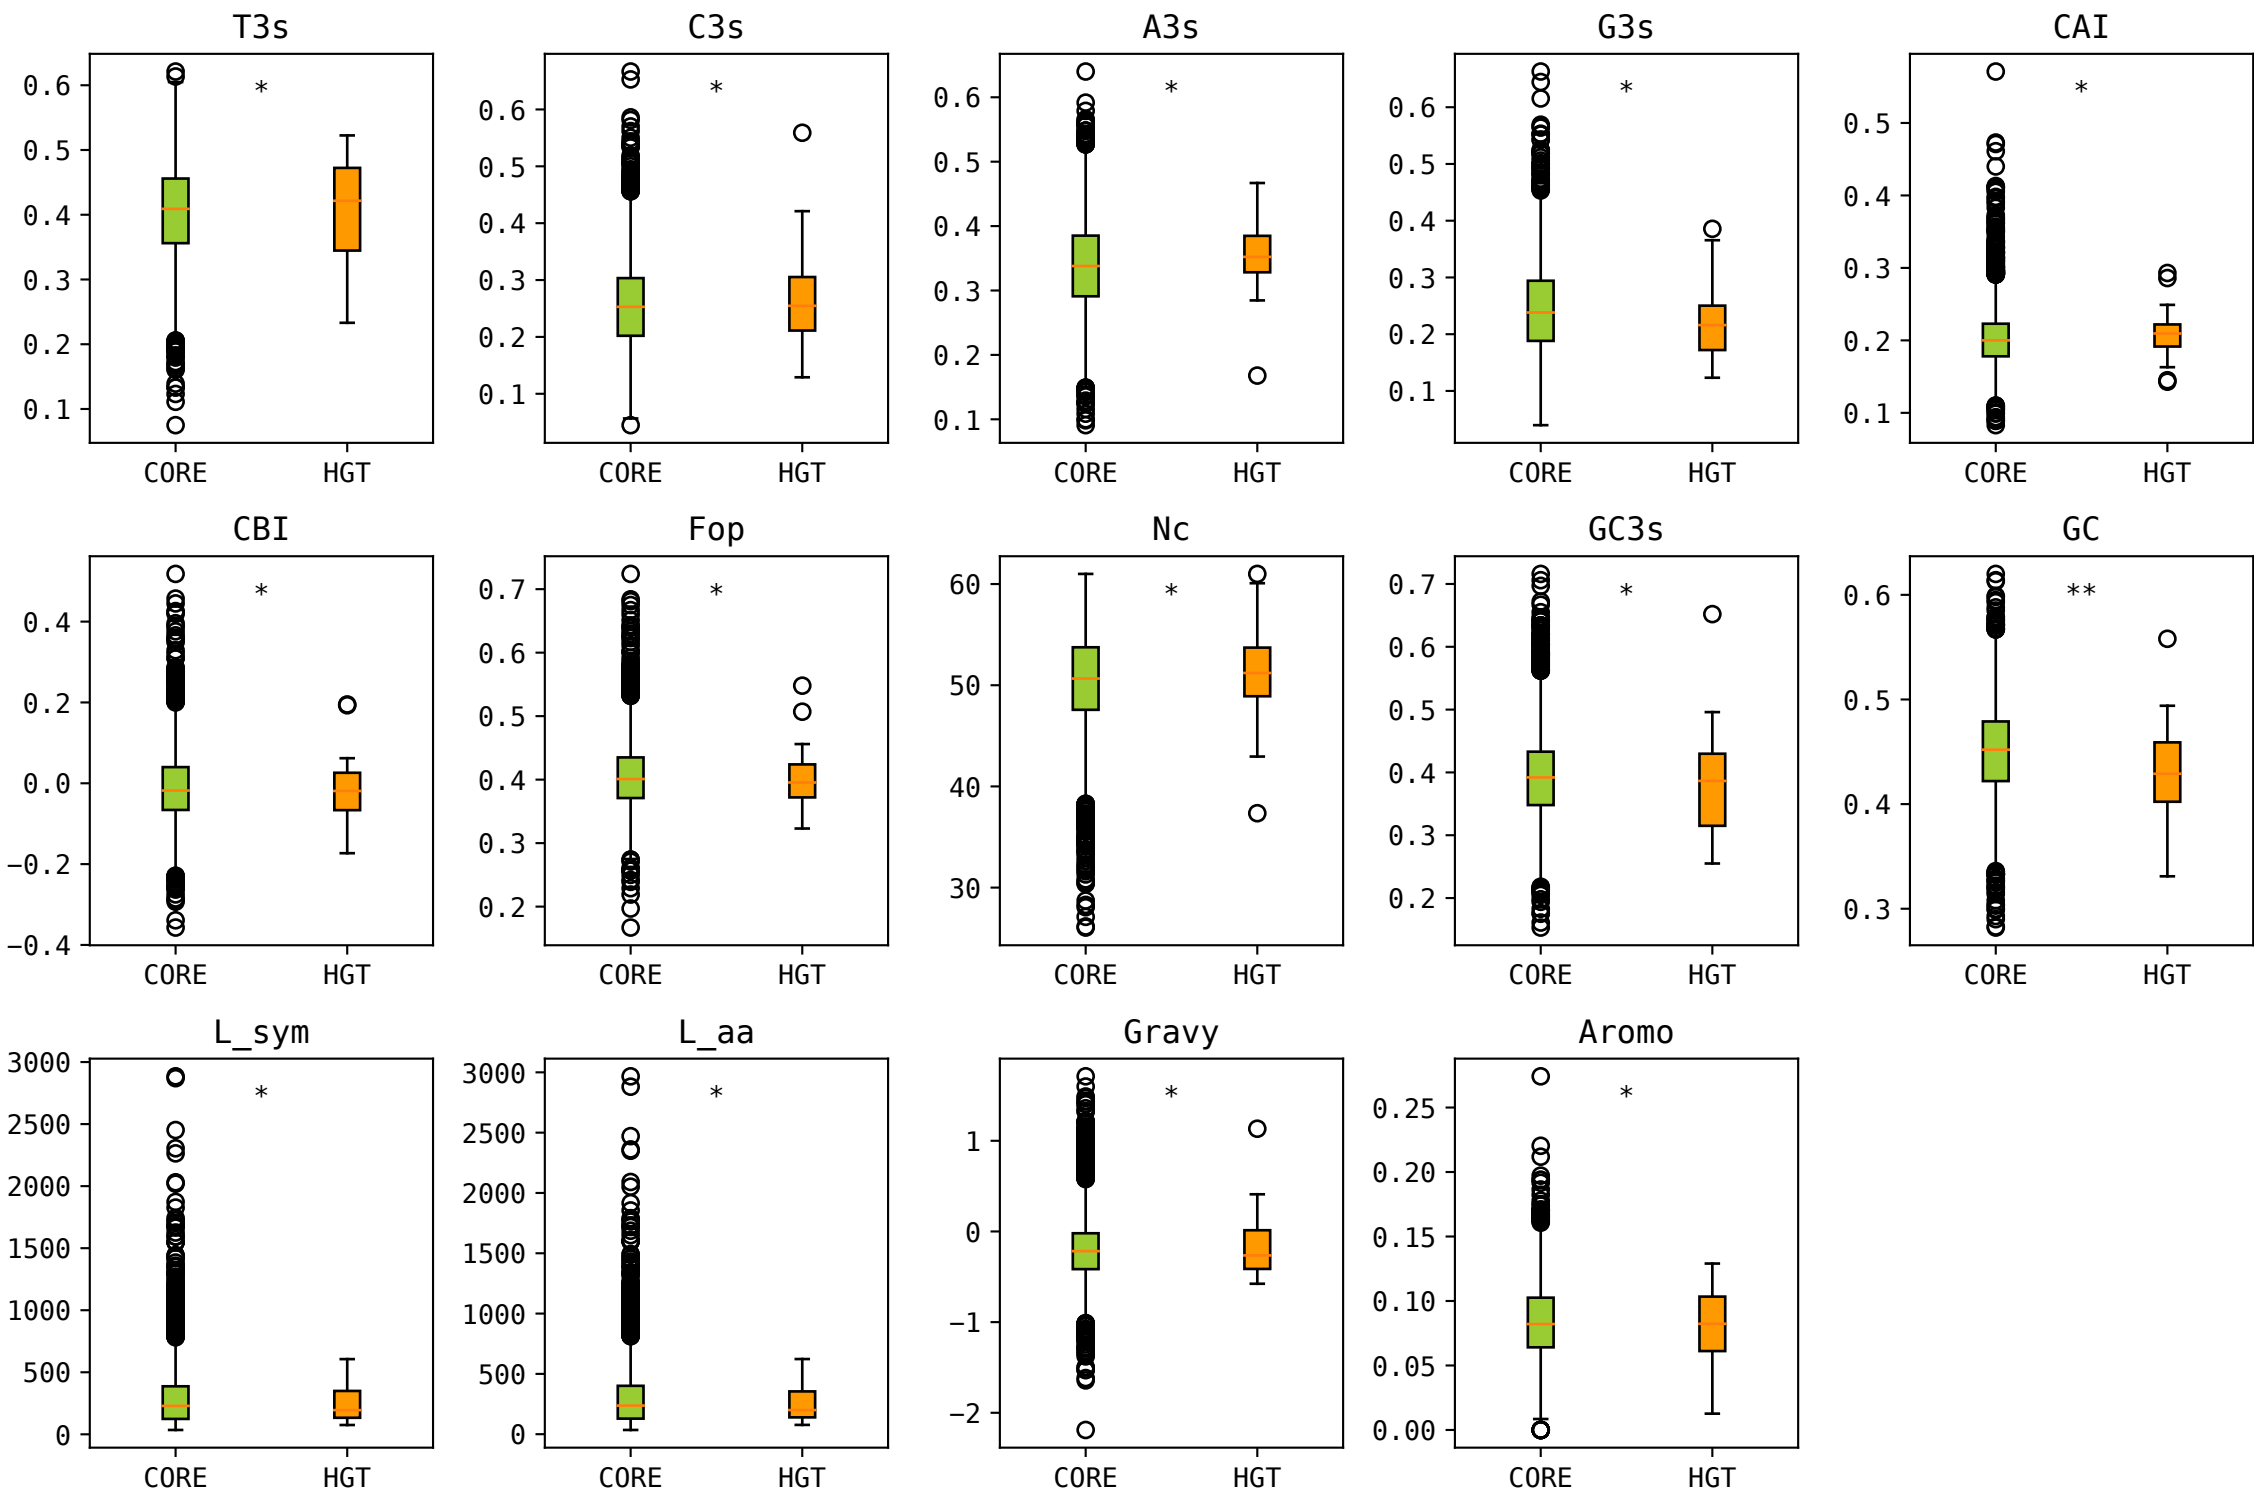 T3s
C3s
A3s
G3s
CAI
0.6
0.5
0.4
0.3
0.2
0.1
*
CORE
HGT
0.6
0.5
0.4
0.3
0.2
0.1
*
CORE
HGT
0.6
0.5
0.4
0.3
0.2
0.1
*
CORE
HGT
0.6
0.5
0.4
0.3
0.2
0.1
*
CORE
HGT
0.5
0.4
0.3
0.2
0.1
*
CORE
HGT
CBI
Fop
Nc
GC3s
GC
0.4
0.2
0.0
−0.2
−0.4
*
CORE
HGT
0.7
0.6
0.5
0.4
0.3
0.2
*
CORE
HGT
60
50
40
30
*
CORE
HGT
0.7
0.6
0.5
0.4
0.3
0.2
*
CORE
HGT
0.6
0.5
0.4
0.3
**
CORE
HGT
L_sym
L_aa
Gravy
Aromo
3000
2500
2000
1500
1000
500
0
*
CORE
HGT
3000
2500
2000
1500
1000
500
0
*
CORE
HGT
1
0
−1
−2
*
CORE
HGT
0.25
0.20
0.15
0.10
0.05
0.00
*
CORE
HGT